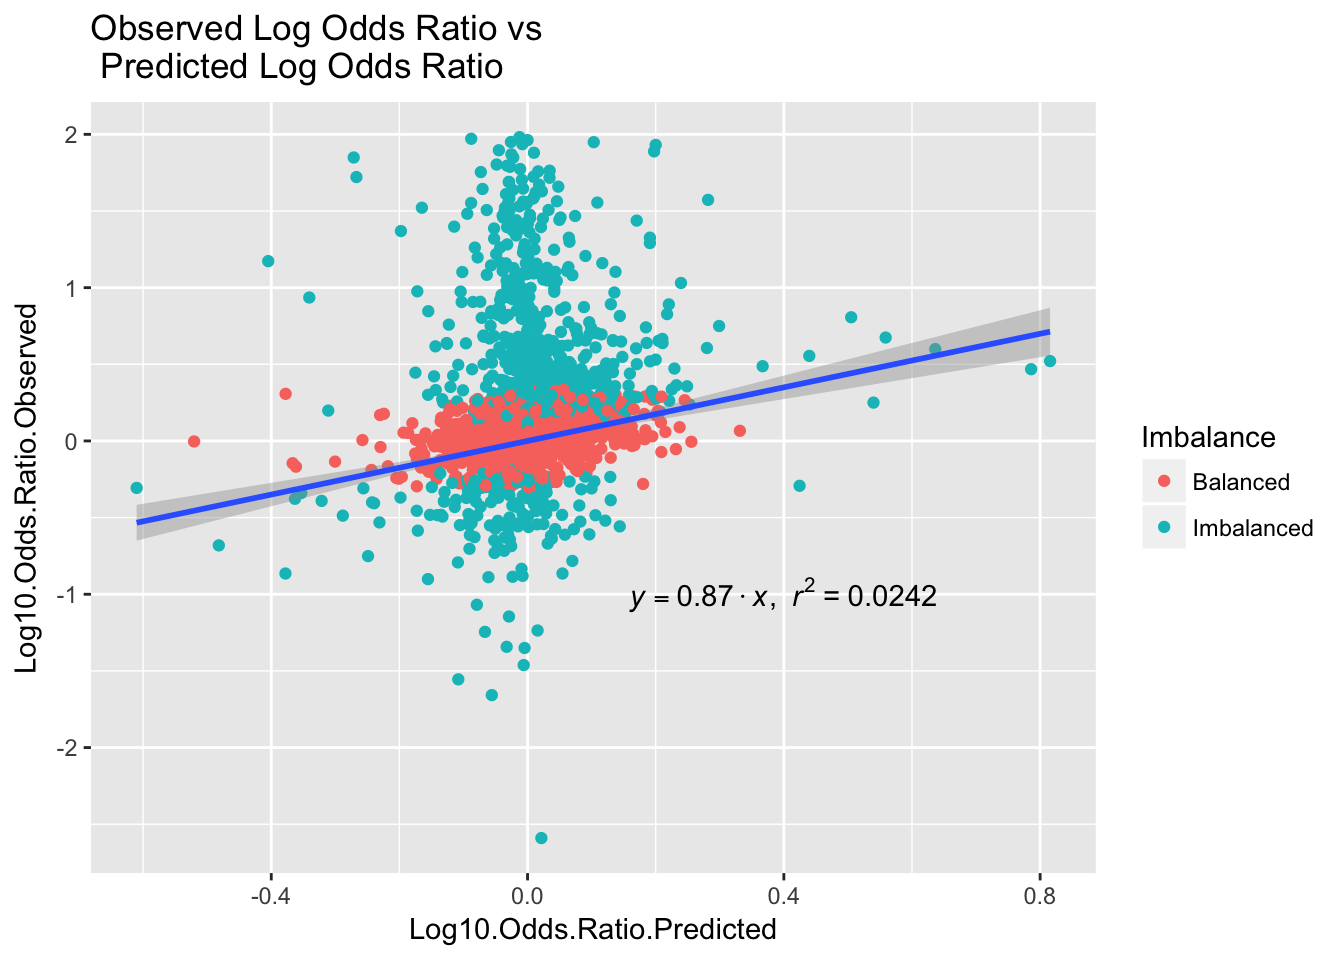 Observed Log Odds Ratio vs
Predicted Log Odds Ratio
Log10.Odds.Ratio.Observed
2
1
0
-1
-2
y = 0.87 · x,  r² = 0.0242
-0.4 0.0 0.4 0.8
Log10.Odds.Ratio.Predicted
Imbalance
Balanced
Imbalanced